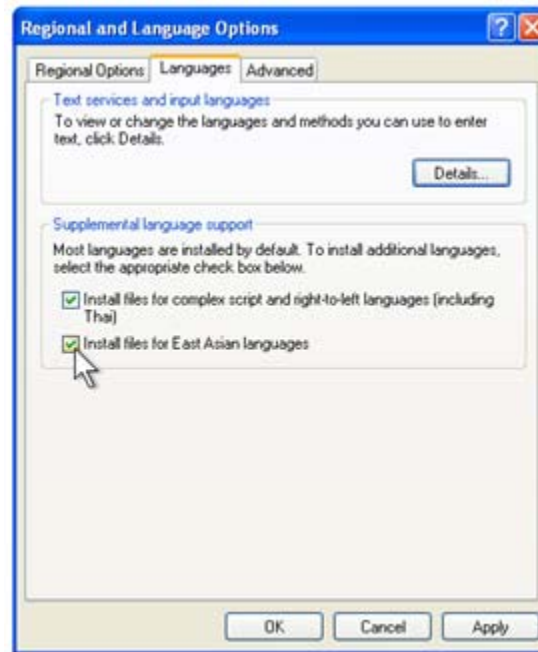 Regional and Language Options
Regional Options Languages Advanced
Text services and input languages
To view or change the languages and methods you can use to enter
text, click Details.
Details...
Supplemental language support
Most languages are installed by default. To install additional languages,
select the appropriate check box below.
Install files for complex script and right-to-left languages (including
Thai)
Install files for East Asian languages
OK Cancel Apply